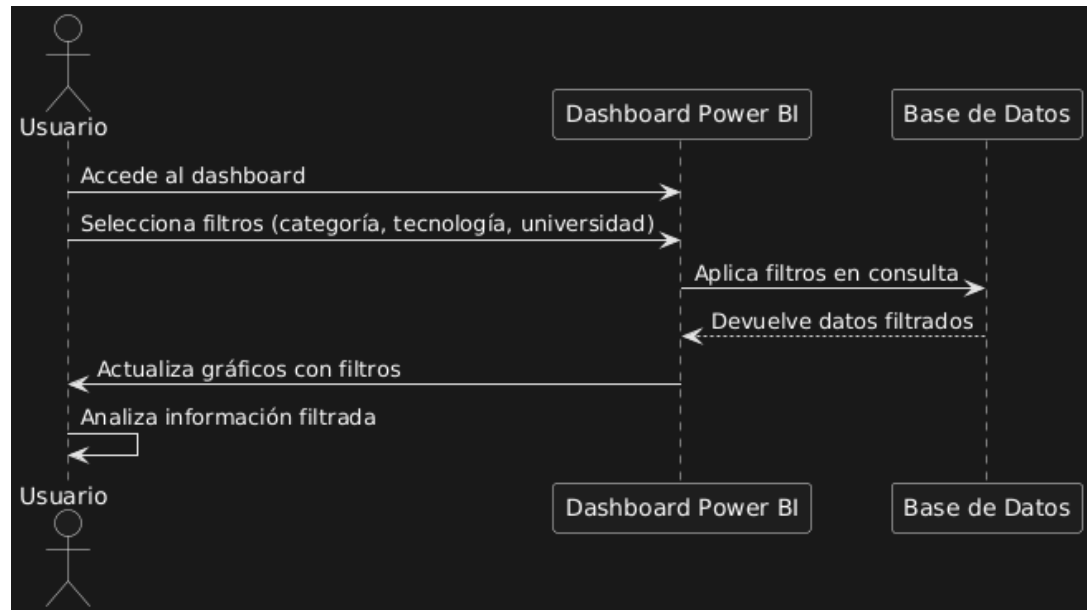 Usuario
Dashboard Power BI
Base de Datos
Accede al dashboard
Selecciona filtros (categoría, tecnología, universidad)
Aplica filtros en consulta
Devuelve datos filtrados
Actualiza gráficos con filtros
Analiza información filtrada
Usuario
Dashboard Power BI
Base de Datos